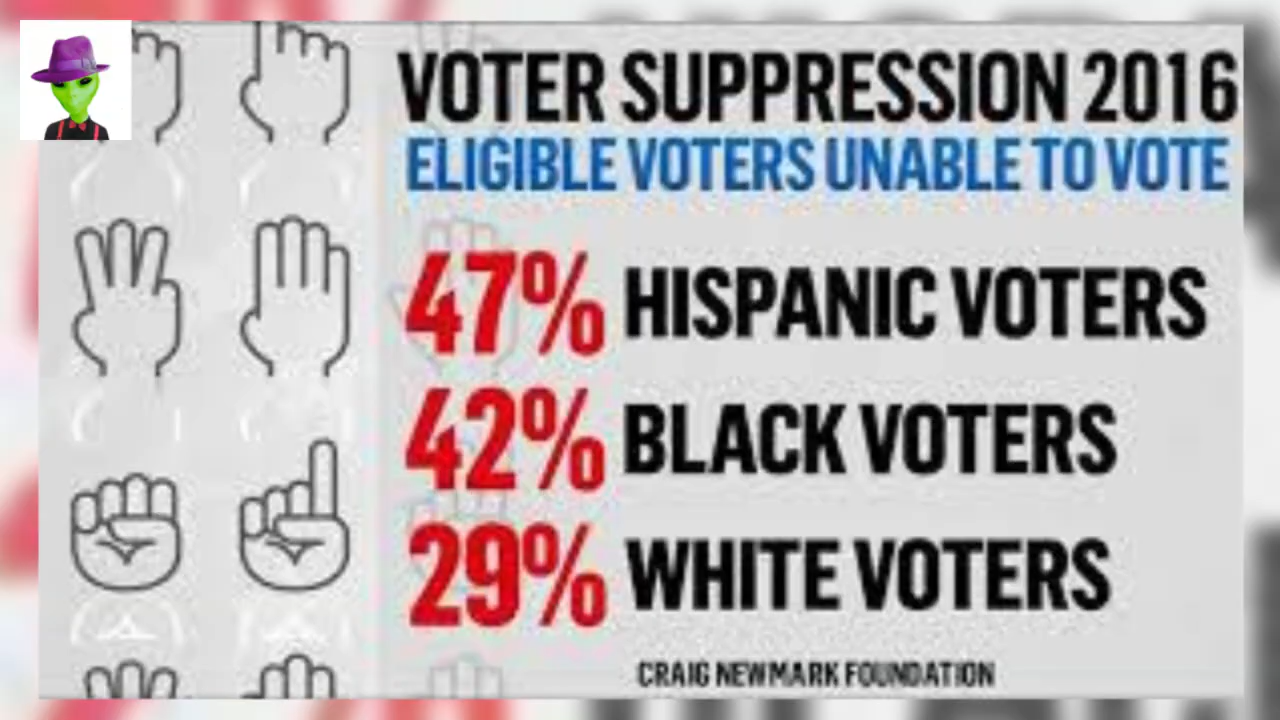 VOTER SUPPRESSION 2016
ELIGIBLE VOTERS UNABLE TO VOTE
47% HISPANIC VOTERS
42% BLACK VOTERS
29% WHITE VOTERS
CRAIG NEWMARK FOUNDATION